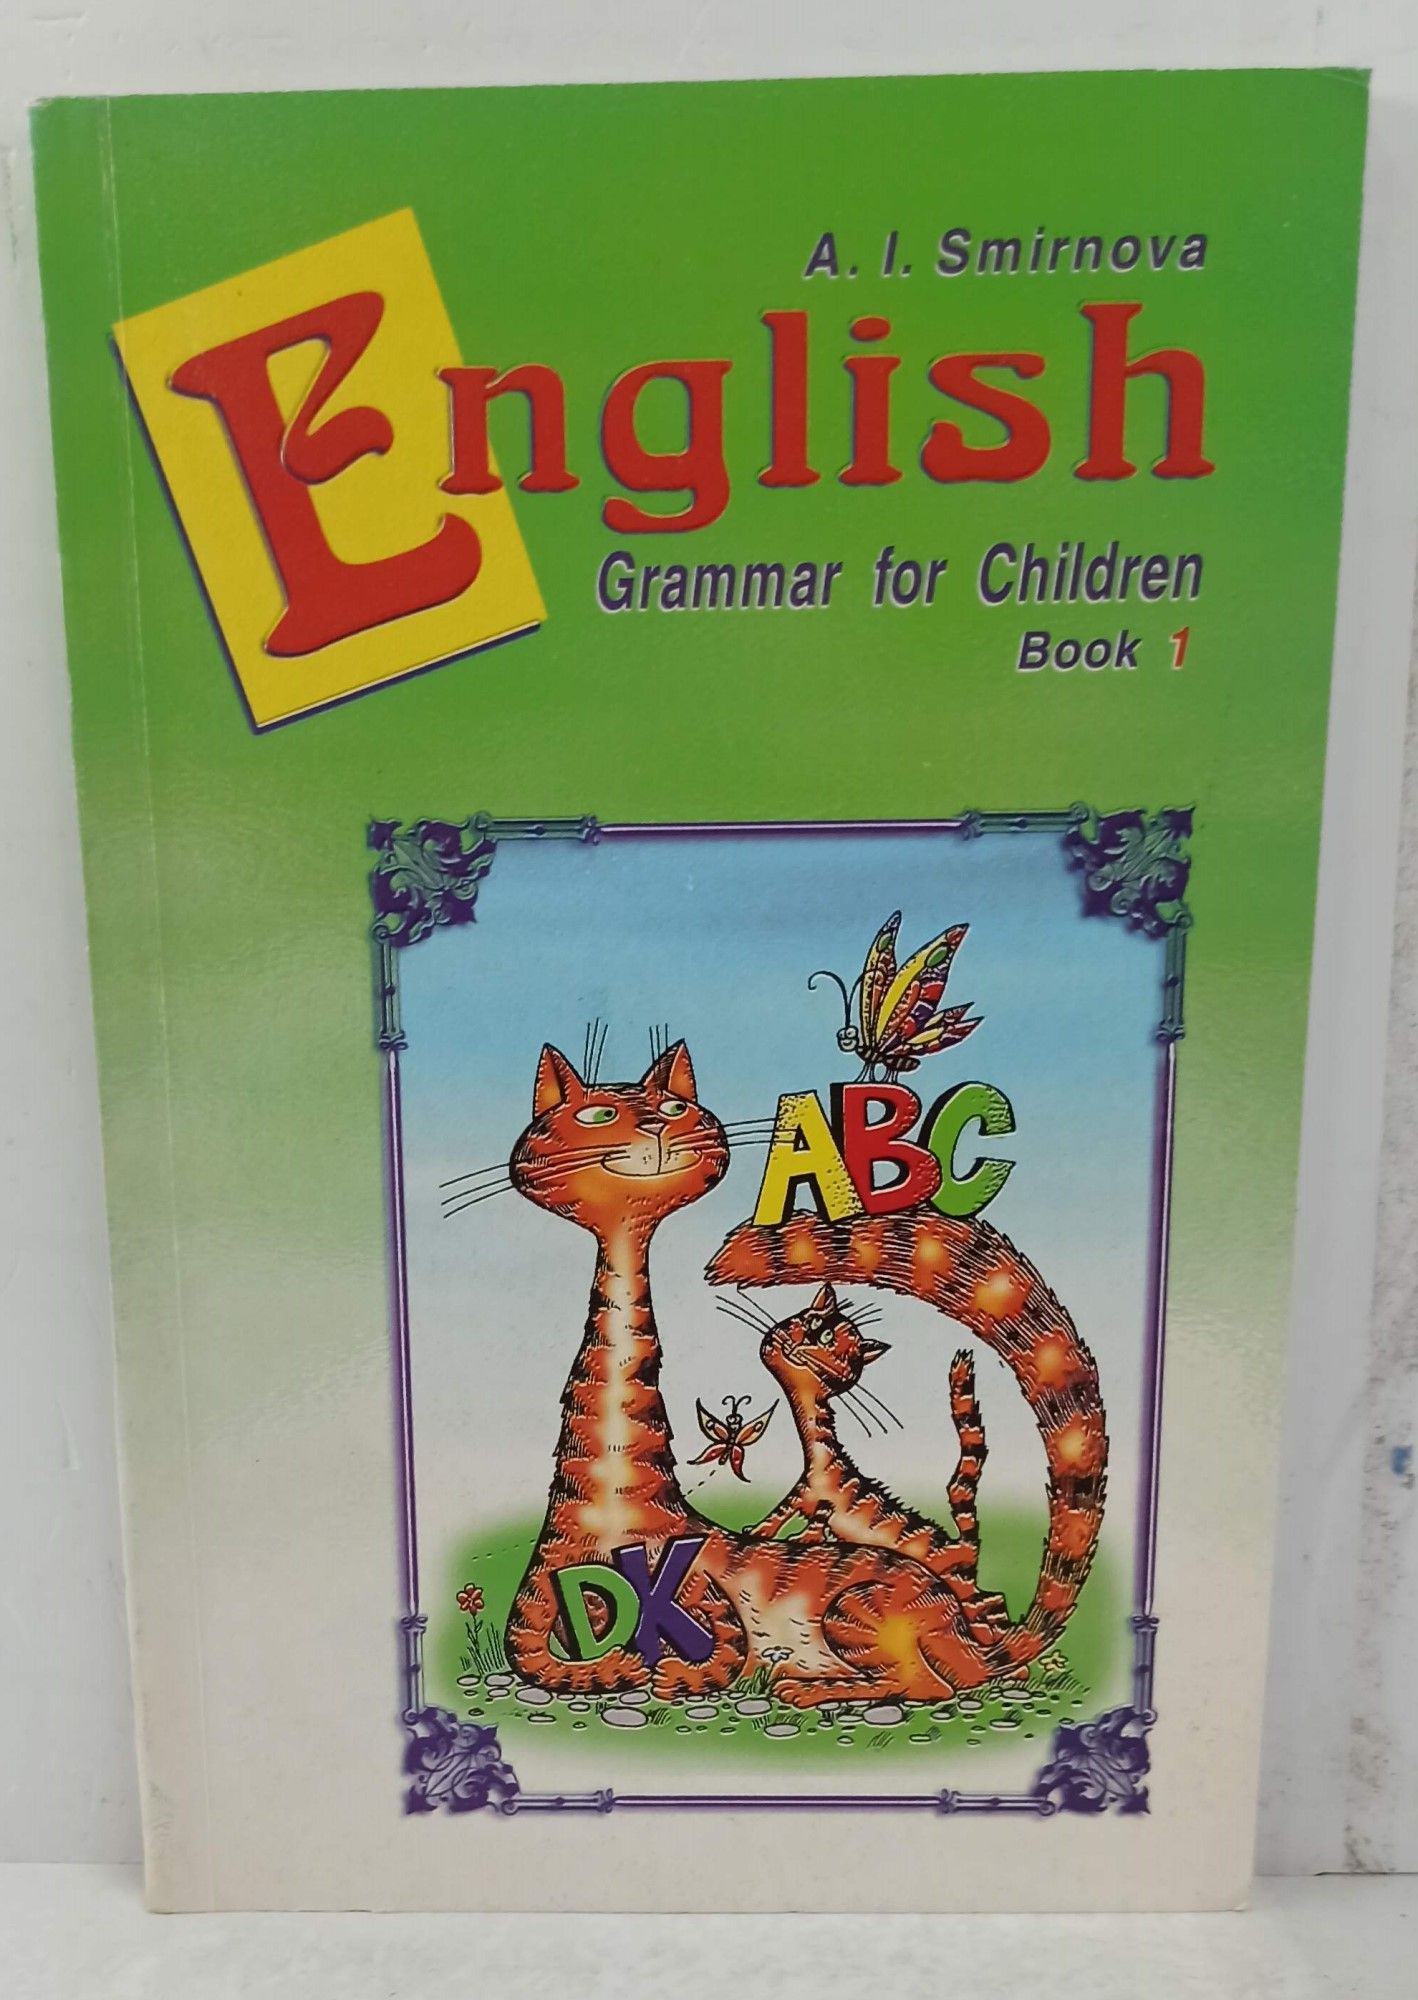 A. I. Smirnova
English
Grammar for Children
Book 1
ABC
DK